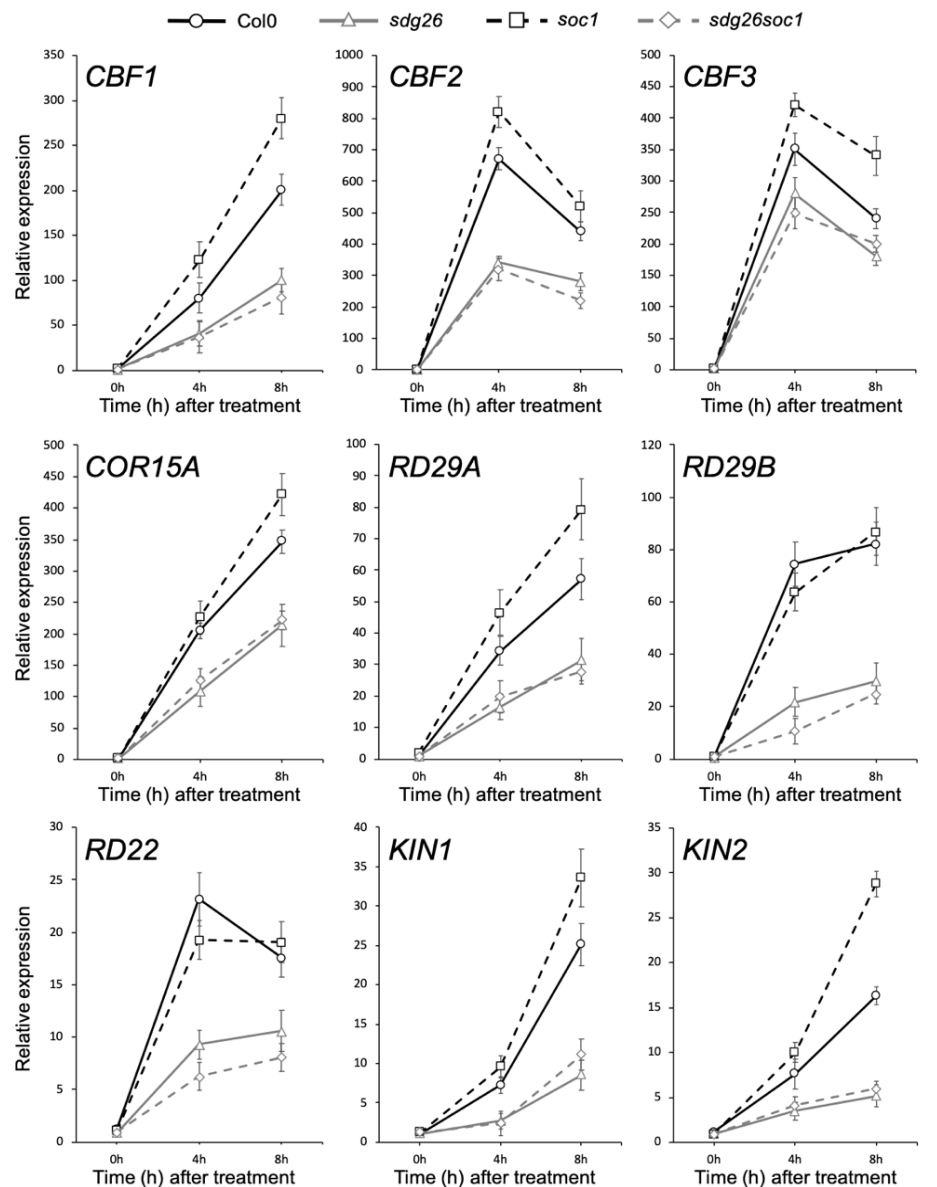 Col0 sdg26 soc1 sdg26soc1
CBF1
Relative expression
350
300
250
200
150
100
50
0
0h 4h 8h
Time (h) after treatment
CBF2
1000
900
800
700
600
500
400
300
200
100
0
0h 4h 8h
Time (h) after treatment
CBF3
500
450
400
350
300
250
200
150
100
50
0
0h 4h 8h
Time (h) after treatment
COR15A
Relative expression
500
450
400
350
300
250
200
150
100
50
0
0h 4h 8h
Time (h) after treatment
RD29A
100
90
80
70
60
50
40
30
20
10
0
0h 4h 8h
Time (h) after treatment
RD29B
120
100
80
60
40
20
0
0h 4h 8h
Time (h) after treatment
RD22
Relative expression
30
25
20
15
10
5
0
0h 4h 8h
Time (h) after treatment
KIN1
40
35
30
25
20
15
10
5
0
0h 4h 8h
Time (h) after treatment
KIN2
35
30
25
20
15
10
5
0
0h 4h 8h
Time (h) after treatment